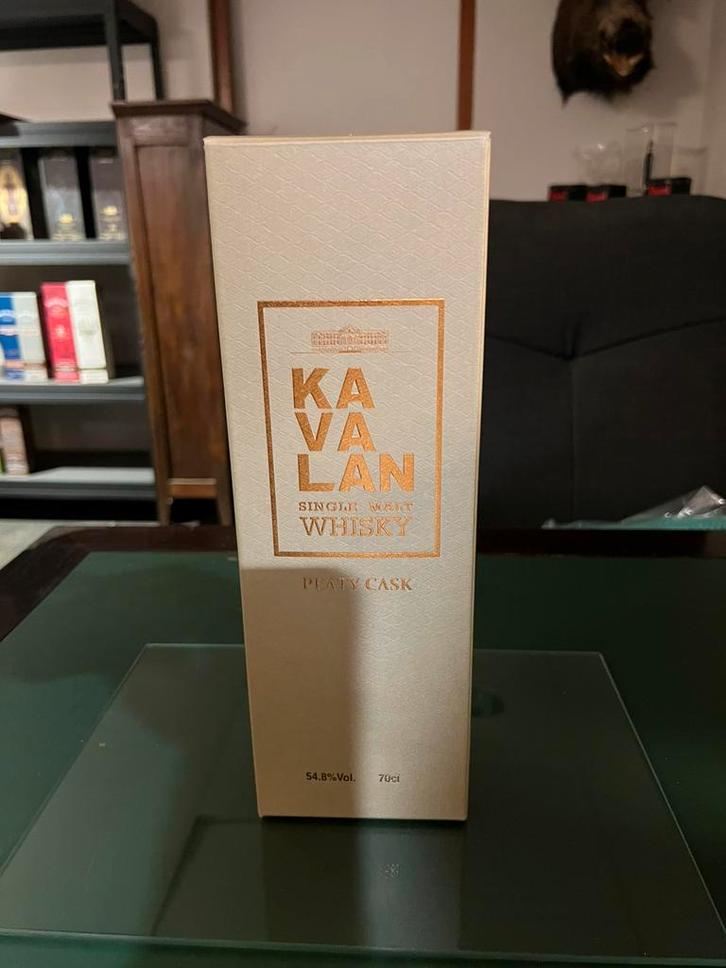 KA
VA
LAN
SINGLE MALT
WHISKY
PEATY CASK
54.8%Vol. 70cl